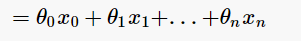 = θ₀x₀ + θ₁x₁+. . . +θₙxₙ